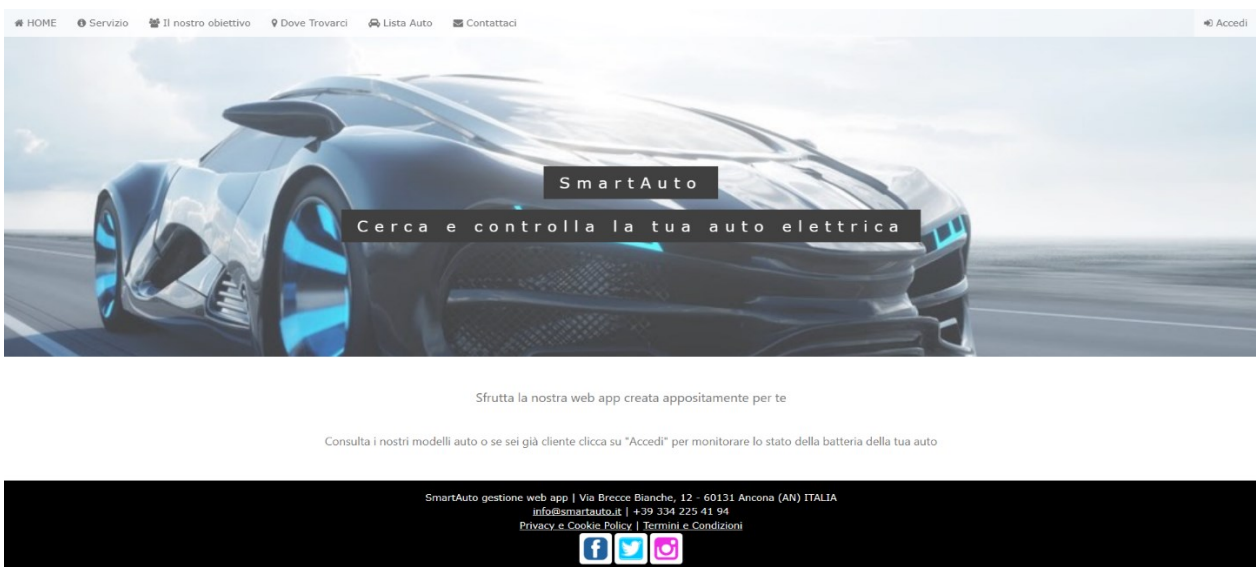 HOME Servizio Il nostro obiettivo Dove Trovarci Lista Auto Contattaci Accedi
SmartAuto
Cerca e controlla la tua auto elettrica
Sfrutta la nostra web app creata appositamente per te
Consulta i nostri modelli auto o se sei già cliente clicca su "Accedi" per monitorare lo stato della batteria della tua auto
SmartAuto gestione web app | Via Brecce Bianche, 12 - 60131 Ancona (AN) ITALIA
info@smartauto.it | +39 334 225 41 94
Privacy e Cookie Policy | Termini e Condizioni